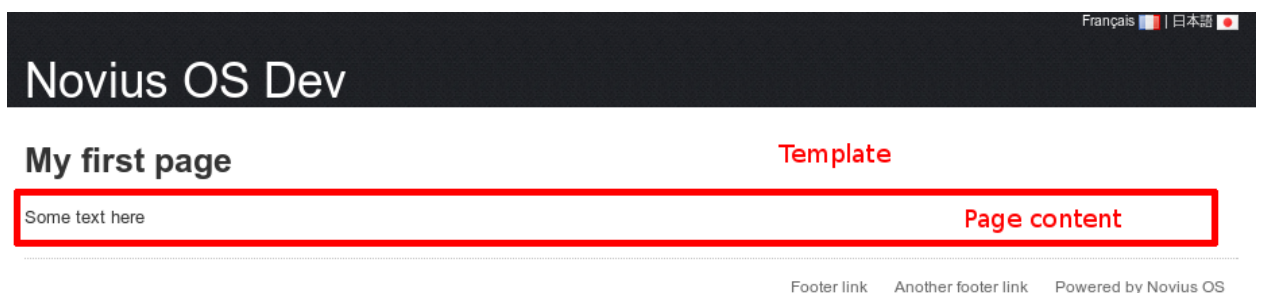 Français | 日本語
Novius OS Dev
My first page
Template
Some text here
Page content
Footer link Another footer link Powered by Novius OS